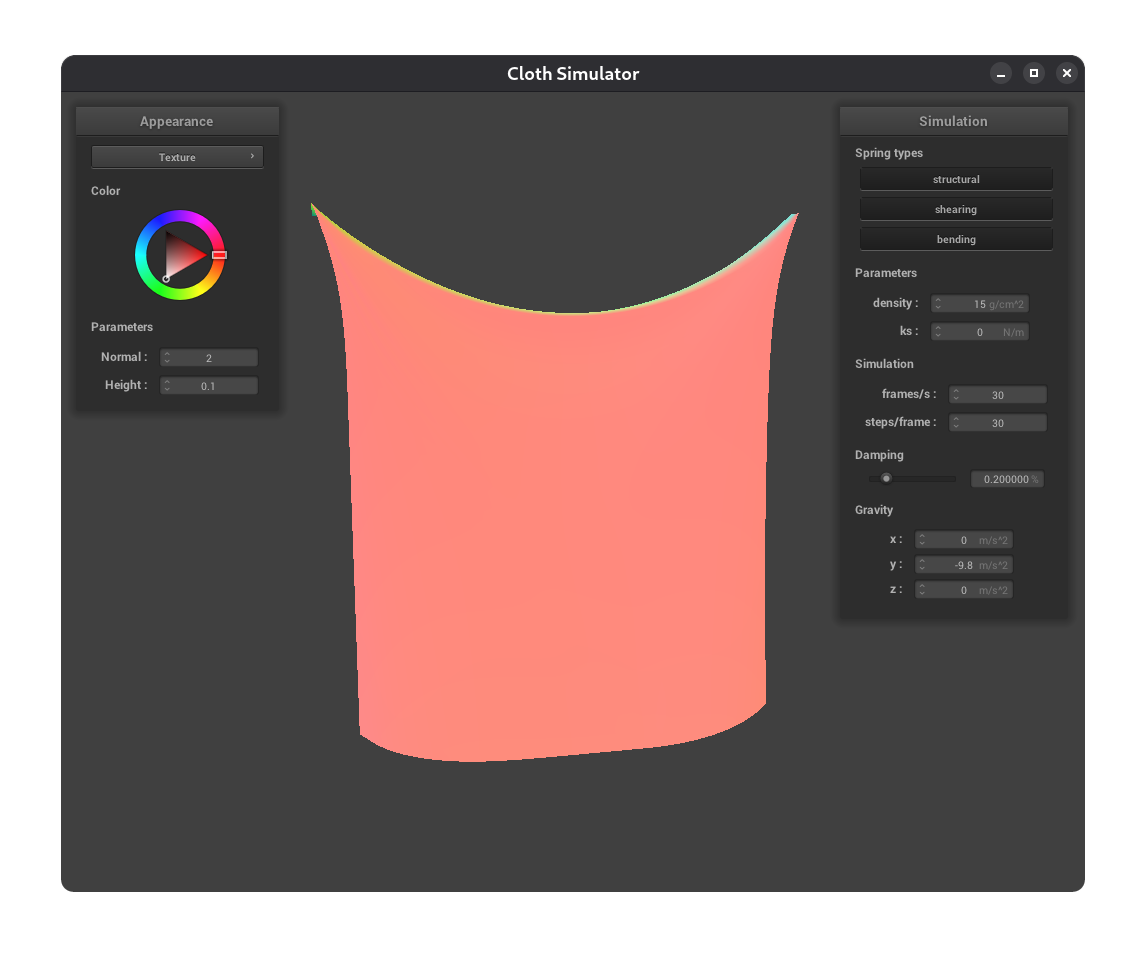 Cloth Simulator
Appearance
Texture
Color
Parameters
Normal : 2
Height : 0.1
Simulation
Spring types
structural
shearing
bending
Parameters
density : 15 g/cm^2
ks : 0 N/m
Simulation
frames/s : 30
steps/frame : 30
Damping
0.200000 %
Gravity
x : 0 m/s^2
y : -9.8 m/s^2
z : 0 m/s^2